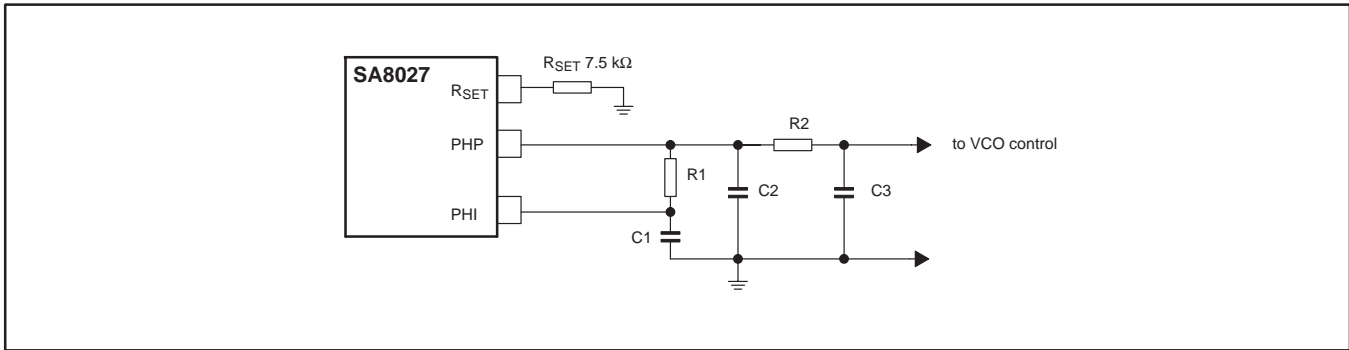 SA8027
RSET 7.5 kΩ
RSET
PHP
R2
to VCO control
R1
C2
C3
PHI
C1